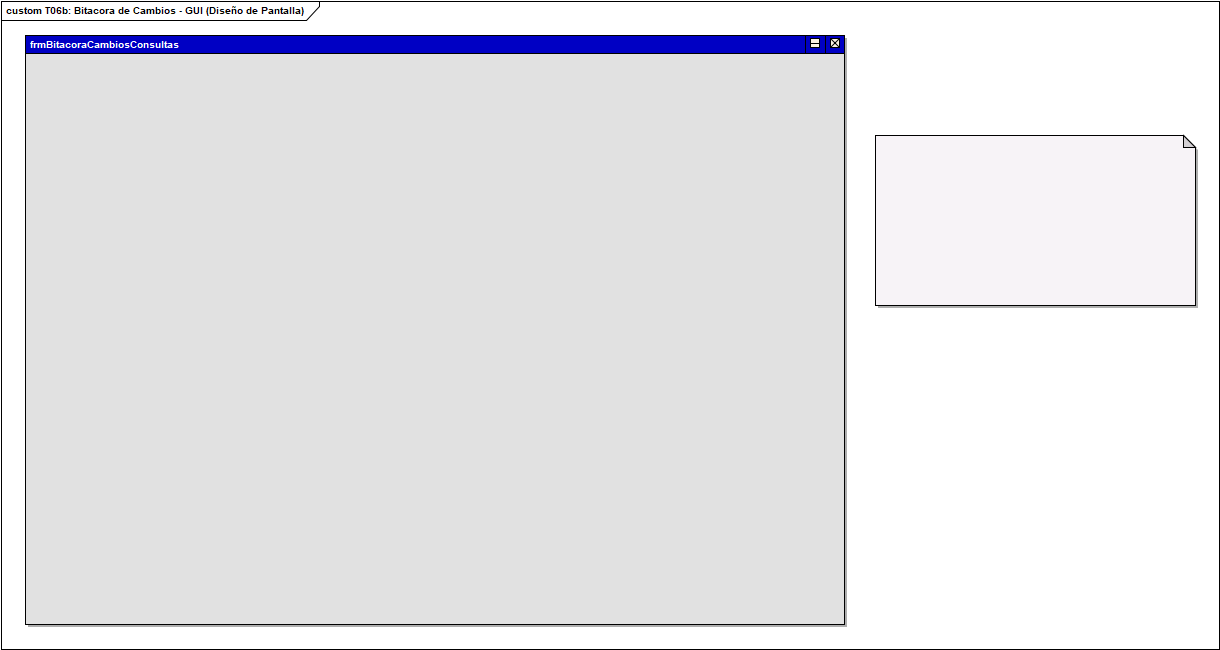 custom T06b: Bitacora de Cambios - GUI (Diseño de Pantalla)
frmBitacoraCambiosConsultas